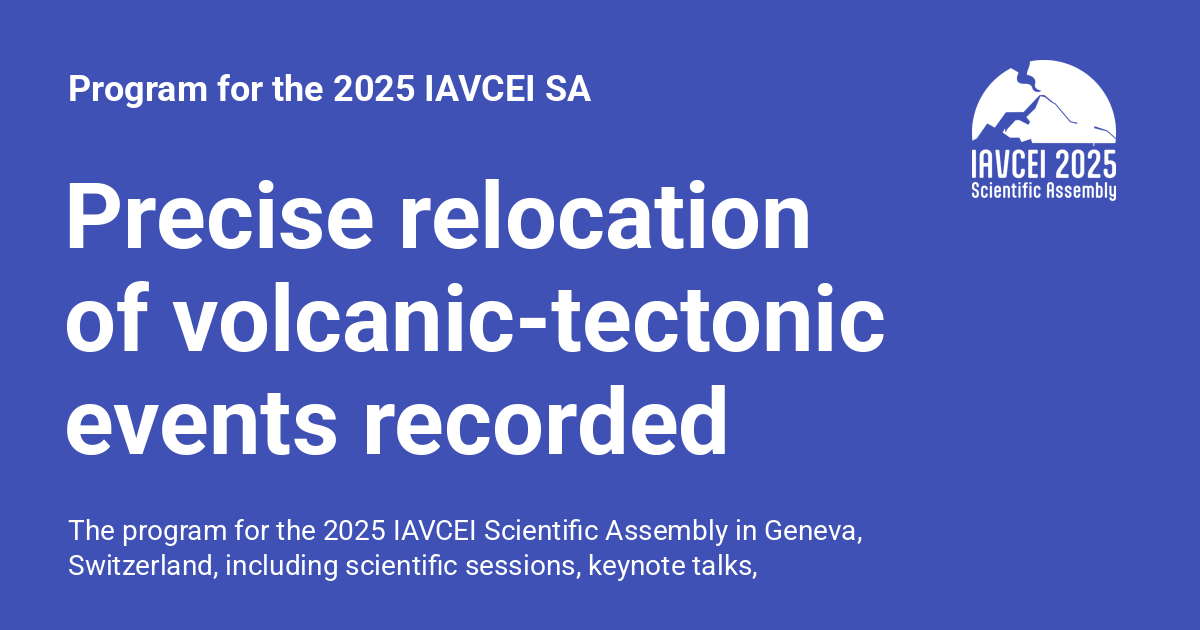 Program for the 2025 IAVCEI SA
IAVCEI 2025
Scientific Assembly
Precise relocation
of volcanic-tectonic
events recorded
The program for the 2025 IAVCEI Scientific Assembly in Geneva,
Switzerland, including scientific sessions, keynote talks,